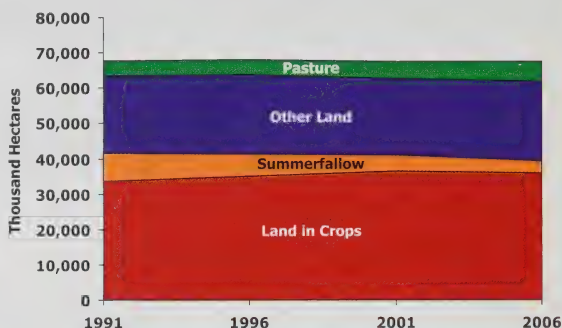 80,000
70,000
60,000
50,000
40,000
30,000
20,000
10,000
0
Thousand Hectares
Pasture
Other Land
Summerfallow
Land in Crops
1991 1996 2001 2006